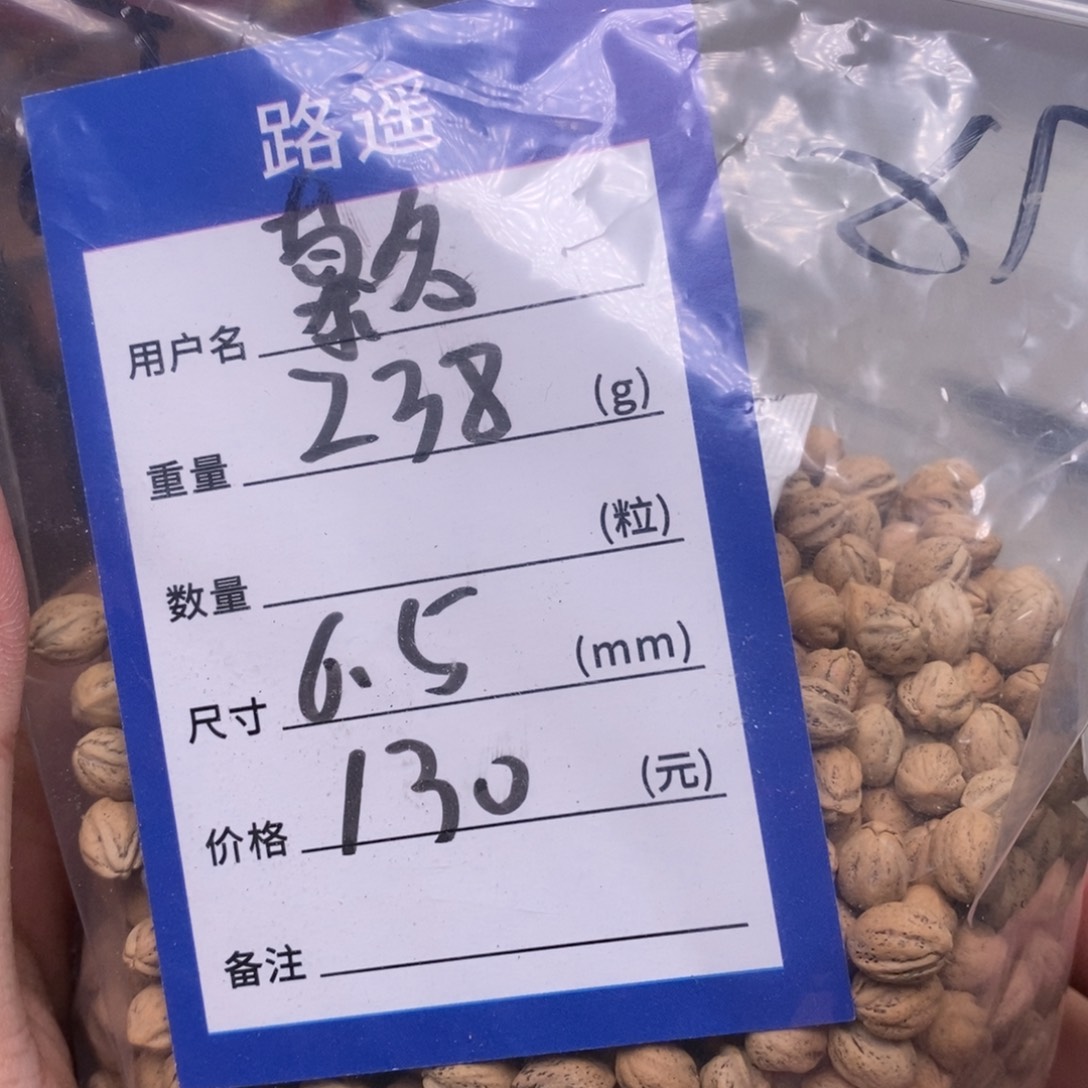 路遥
用户名
重量 238 (g)
数量 (粒)
尺寸 6.5 (mm)
价格 130 (元)
备注